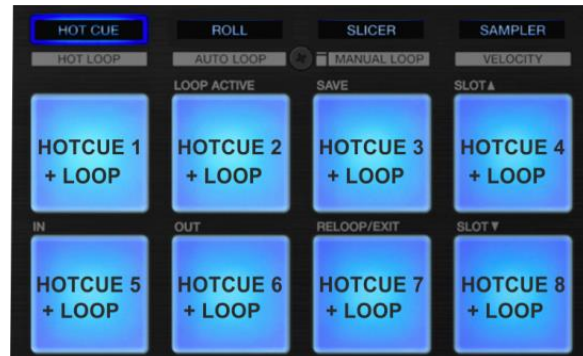 HOT CUE ROLL SLICER SAMPLER
HOT LOOP AUTO LOOP MANUAL LOOP VELOCITY
LOOP ACTIVE SAVE SLOT▲
HOTCUE 1 HOTCUE 2 HOTCUE 3 HOTCUE 4
+ LOOP + LOOP + LOOP + LOOP
IN OUT RELOOP/EXIT SLOT▼
HOTCUE 5 HOTCUE 6 HOTCUE 7 HOTCUE 8
+ LOOP + LOOP + LOOP + LOOP